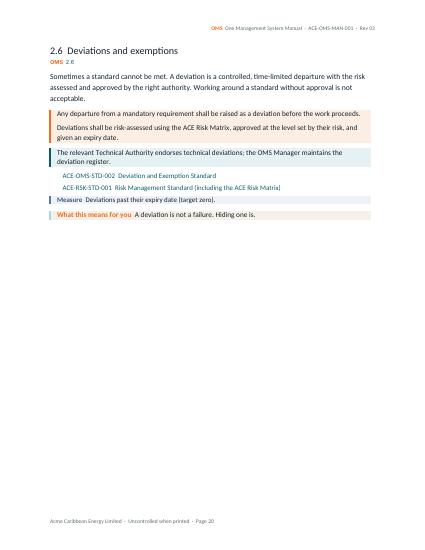 OMS One Management System Manual · ACE-OMS-MAN-001 · Rev 03
2.6 Deviations and exemptions
OMS 2.6
Sometimes a standard cannot be met. A deviation is a controlled, time-limited departure with the risk
assessed and approved by the right authority. Working around a standard without approval is not
acceptable.
Any departure from a mandatory requirement shall be raised as a deviation before the work proceeds.
Deviations shall be risk-assessed using the ACE Risk Matrix, approved at the level set by their risk, and
given an expiry date.
The relevant Technical Authority endorses technical deviations; the OMS Manager maintains the
deviation register.
ACE-OMS-STD-002 Deviation and Exemption Standard
ACE-RSK-STD-001 Risk Management Standard (including the ACE Risk Matrix)
Measure Deviations past their expiry date (target zero).
What this means for you A deviation is not a failure. Hiding one is.
Acme Caribbean Energy Limited · Uncontrolled when printed · Page 20